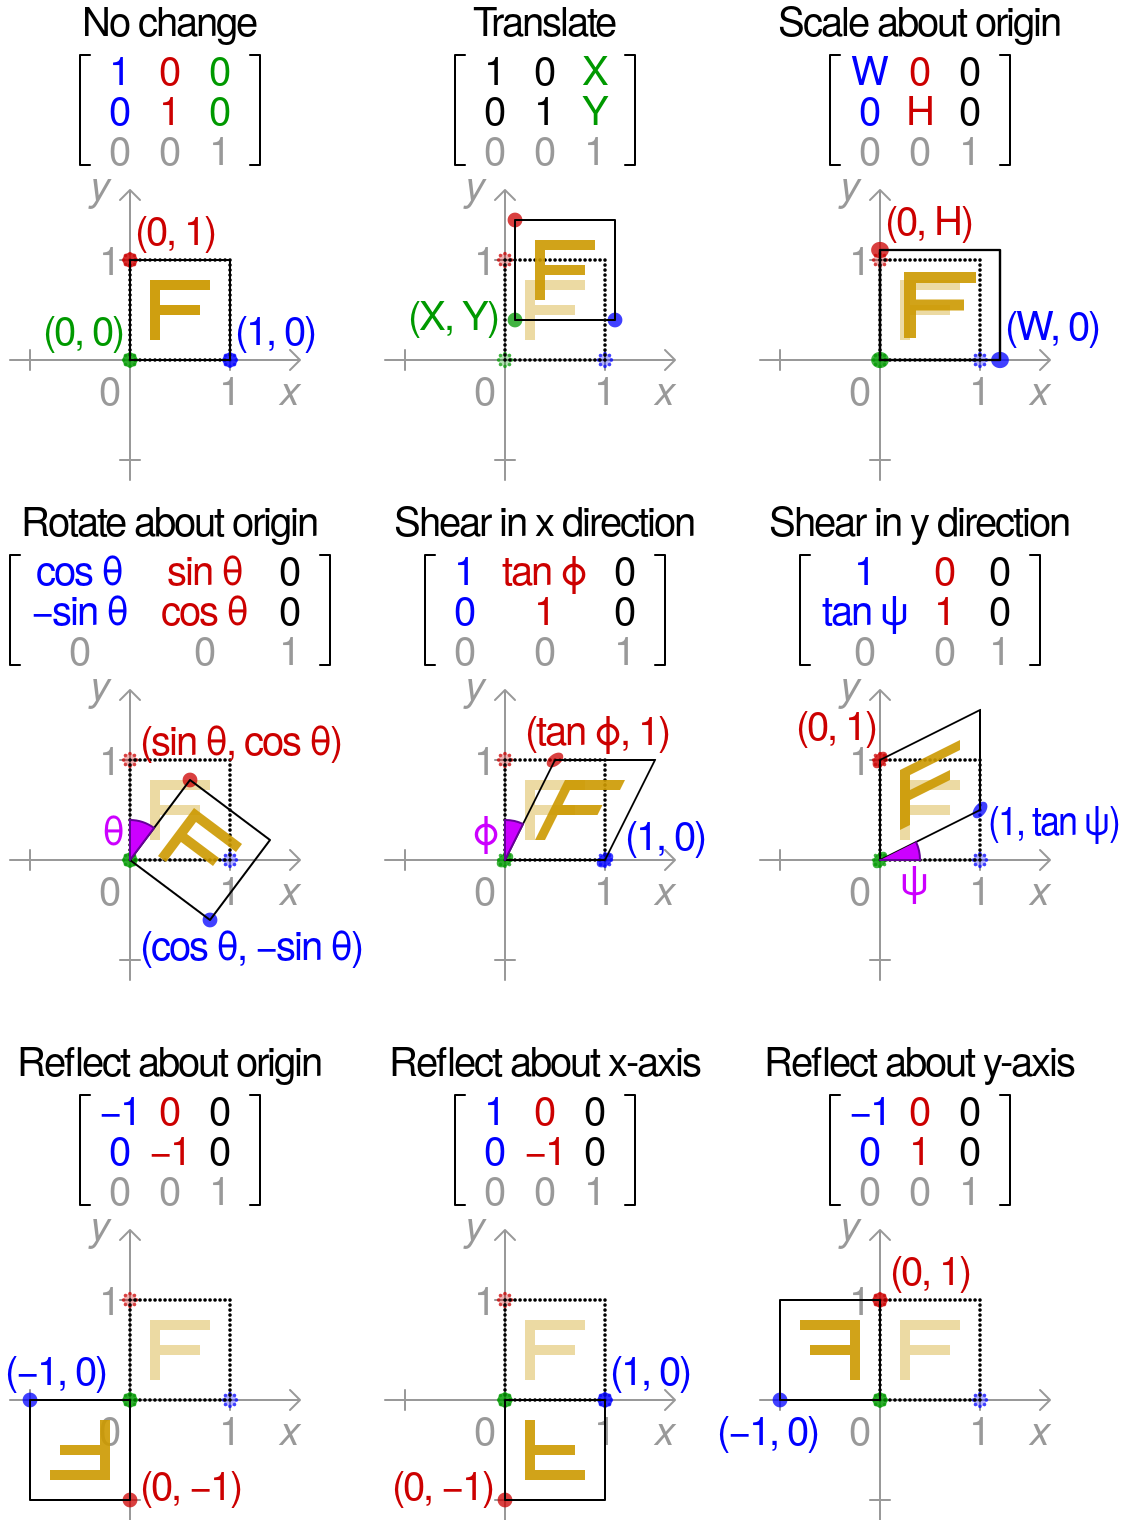 No change
1 0 0
0 1 0
0 0 1
y
(0, 1)
1
F
(0, 0)
(1, 0)
0
1
x
Translate
1 0 X
0 1 Y
0 0 1
y
1
F
F
(X, Y)
0
1
x
Scale about origin
W 0 0
0 H 0
0 0 1
y
(0, H)
1
F
F
(W, 0)
0
1
x
Rotate about origin
cos θ sin θ 0
−sin θ cos θ 0
0 0 1
y
(sin θ, cos θ)
1
F
F
θ
0
1
x
(cos θ, −sin θ)
Shear in x direction
1 tan ϕ 0
0 1 0
0 0 1
y
(tan ϕ, 1)
1
F
F
ϕ
(1, 0)
0
1
x
Shear in y direction
1 0 0
tan ψ 1 0
0 0 1
y
(0, 1)
1
F
F
(1, tan ψ)
0
ψ
1
x
Reflect about origin
−1 0 0
0 −1 0
0 0 1
y
1
F
(−1, 0)
0
1
x
F
(0, −1)
Reflect about x-axis
1 0 0
0 −1 0
0 0 1
y
1
F
(1, 0)
0
1
x
F
(0, −1)
Reflect about y-axis
−1 0 0
0 1 0
0 0 1
y
(0, 1)
1
F
F
(−1, 0)
0
1
x